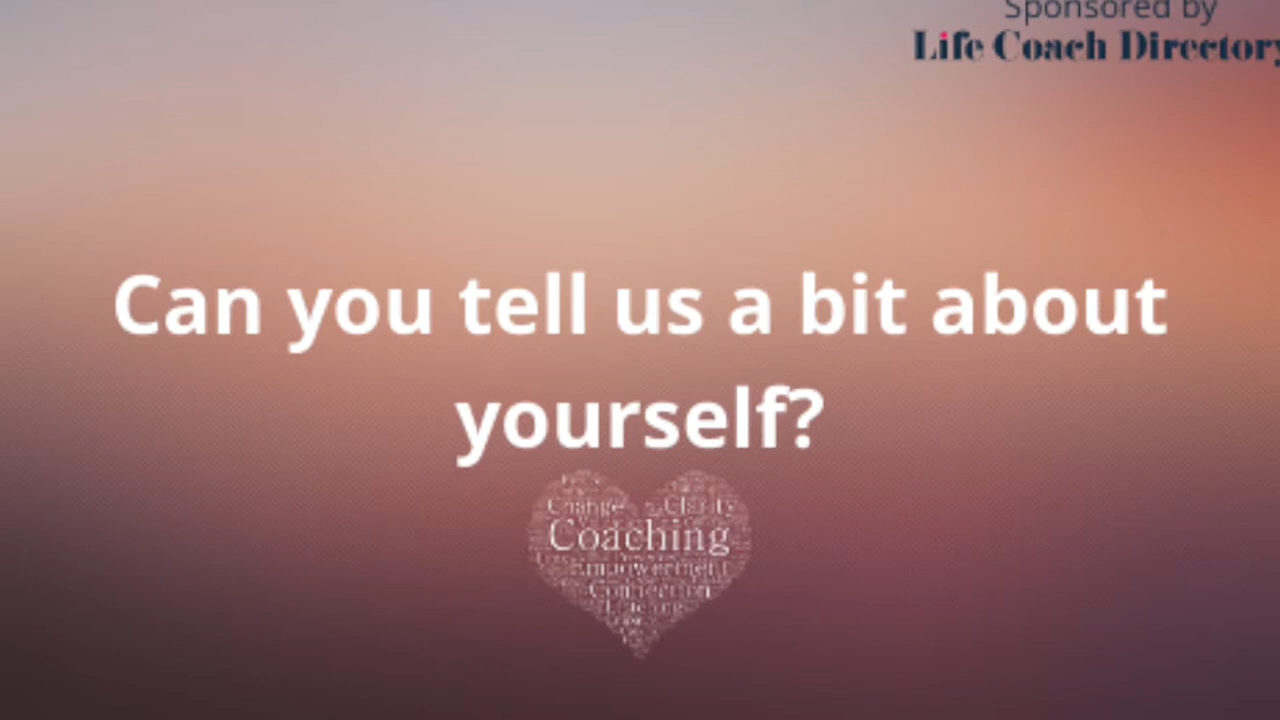 Sponsored by
Life Coach Directory
Can you tell us a bit about
yourself?
Change Clarity
Coaching
Empowerment
Connection